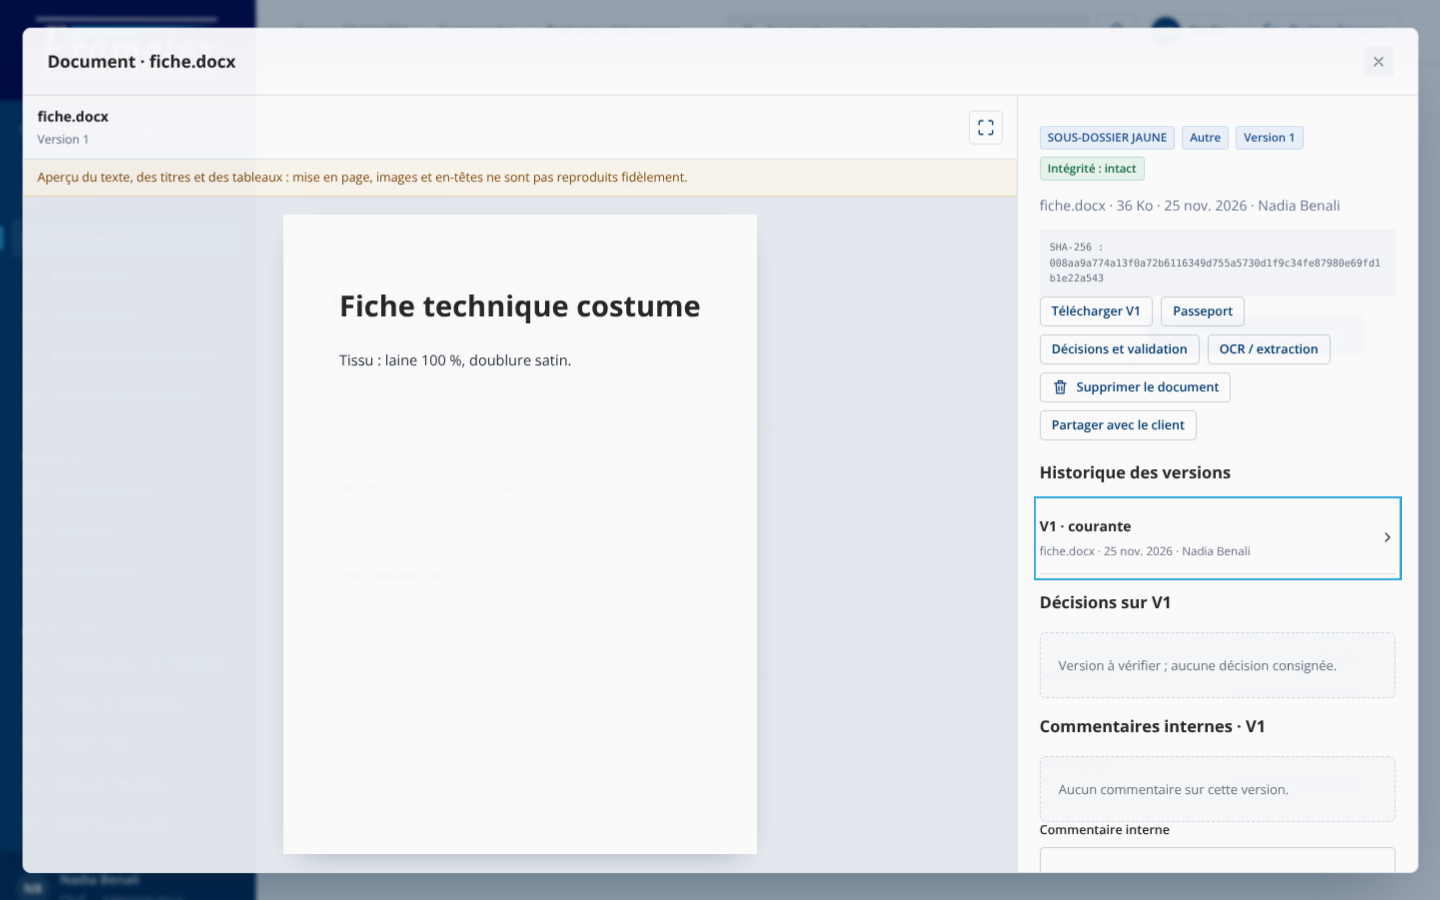 Document · fiche.docx
fiche.docx
Version 1
Aperçu du texte, des titres et des tableaux : mise en page, images et en-têtes ne sont pas reproduits fidèlement.
Fiche technique costume
Tissu : laine 100 %, doublure satin.
SOUS-DOSSIER JAUNE
Autre
Version 1
Intégrité : intact
fiche.docx · 36 Ko · 25 nov. 2026 · Nadia Benali
SHA-256 :
008aa9a774a13f0a72b6116349d755a5730d1f9c34fe87980e69fd1
b1e22a543
Télécharger V1
Passeport
Décisions et validation
OCR / extraction
Supprimer le document
Partager avec le client
Historique des versions
V1 · courante
fiche.docx · 25 nov. 2026 · Nadia Benali
Décisions sur V1
Version à vérifier ; aucune décision consignée.
Commentaires internes · V1
Aucun commentaire sur cette version.
Commentaire interne
NB
Nadia Benali